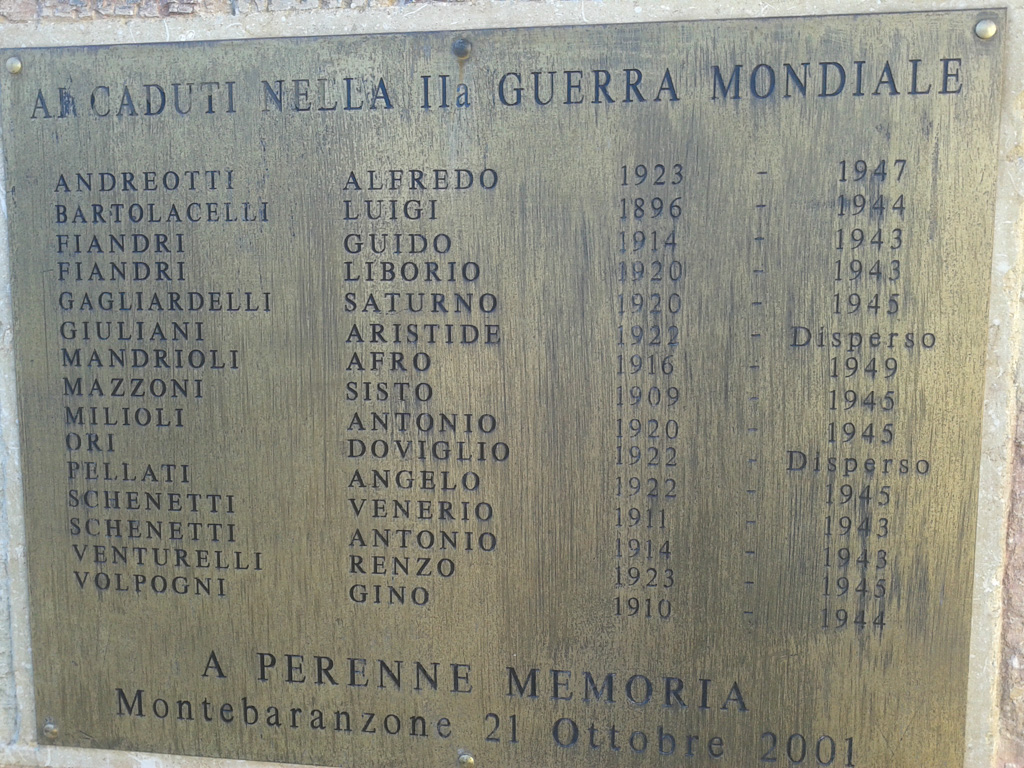 AI CADUTI NELLA IIa GUERRA MONDIALE
ANDREOTTI ALFREDO 1923 - 1947
BARTOLACELLI LUIGI 1896 - 1944
FIANDRI GUIDO 1914 - 1943
FIANDRI LIBORIO 1920 - 1943
GAGLIARDELLI SATURNO 1920 - 1945
GIULIANI ARISTIDE 1922 - Disperso
MANDRIOLI AFRO 1916 - 1949
MAZZONI SISTO 1909 - 1945
MILIOLI ANTONIO 1920 - 1945
ORI DOVIGLIO 1922 - Disperso
PELLATI ANGELO 1922 - 1945
SCHENETTI VENERIO 1911 - 1943
SCHENETTI ANTONIO 1914 - 1943
VENTURELLI RENZO 1923 - 1945
VOLPOGNI GINO 1910 - 1944
A PERENNE MEMORIA
Montebaranzone 21 Ottobre 2001